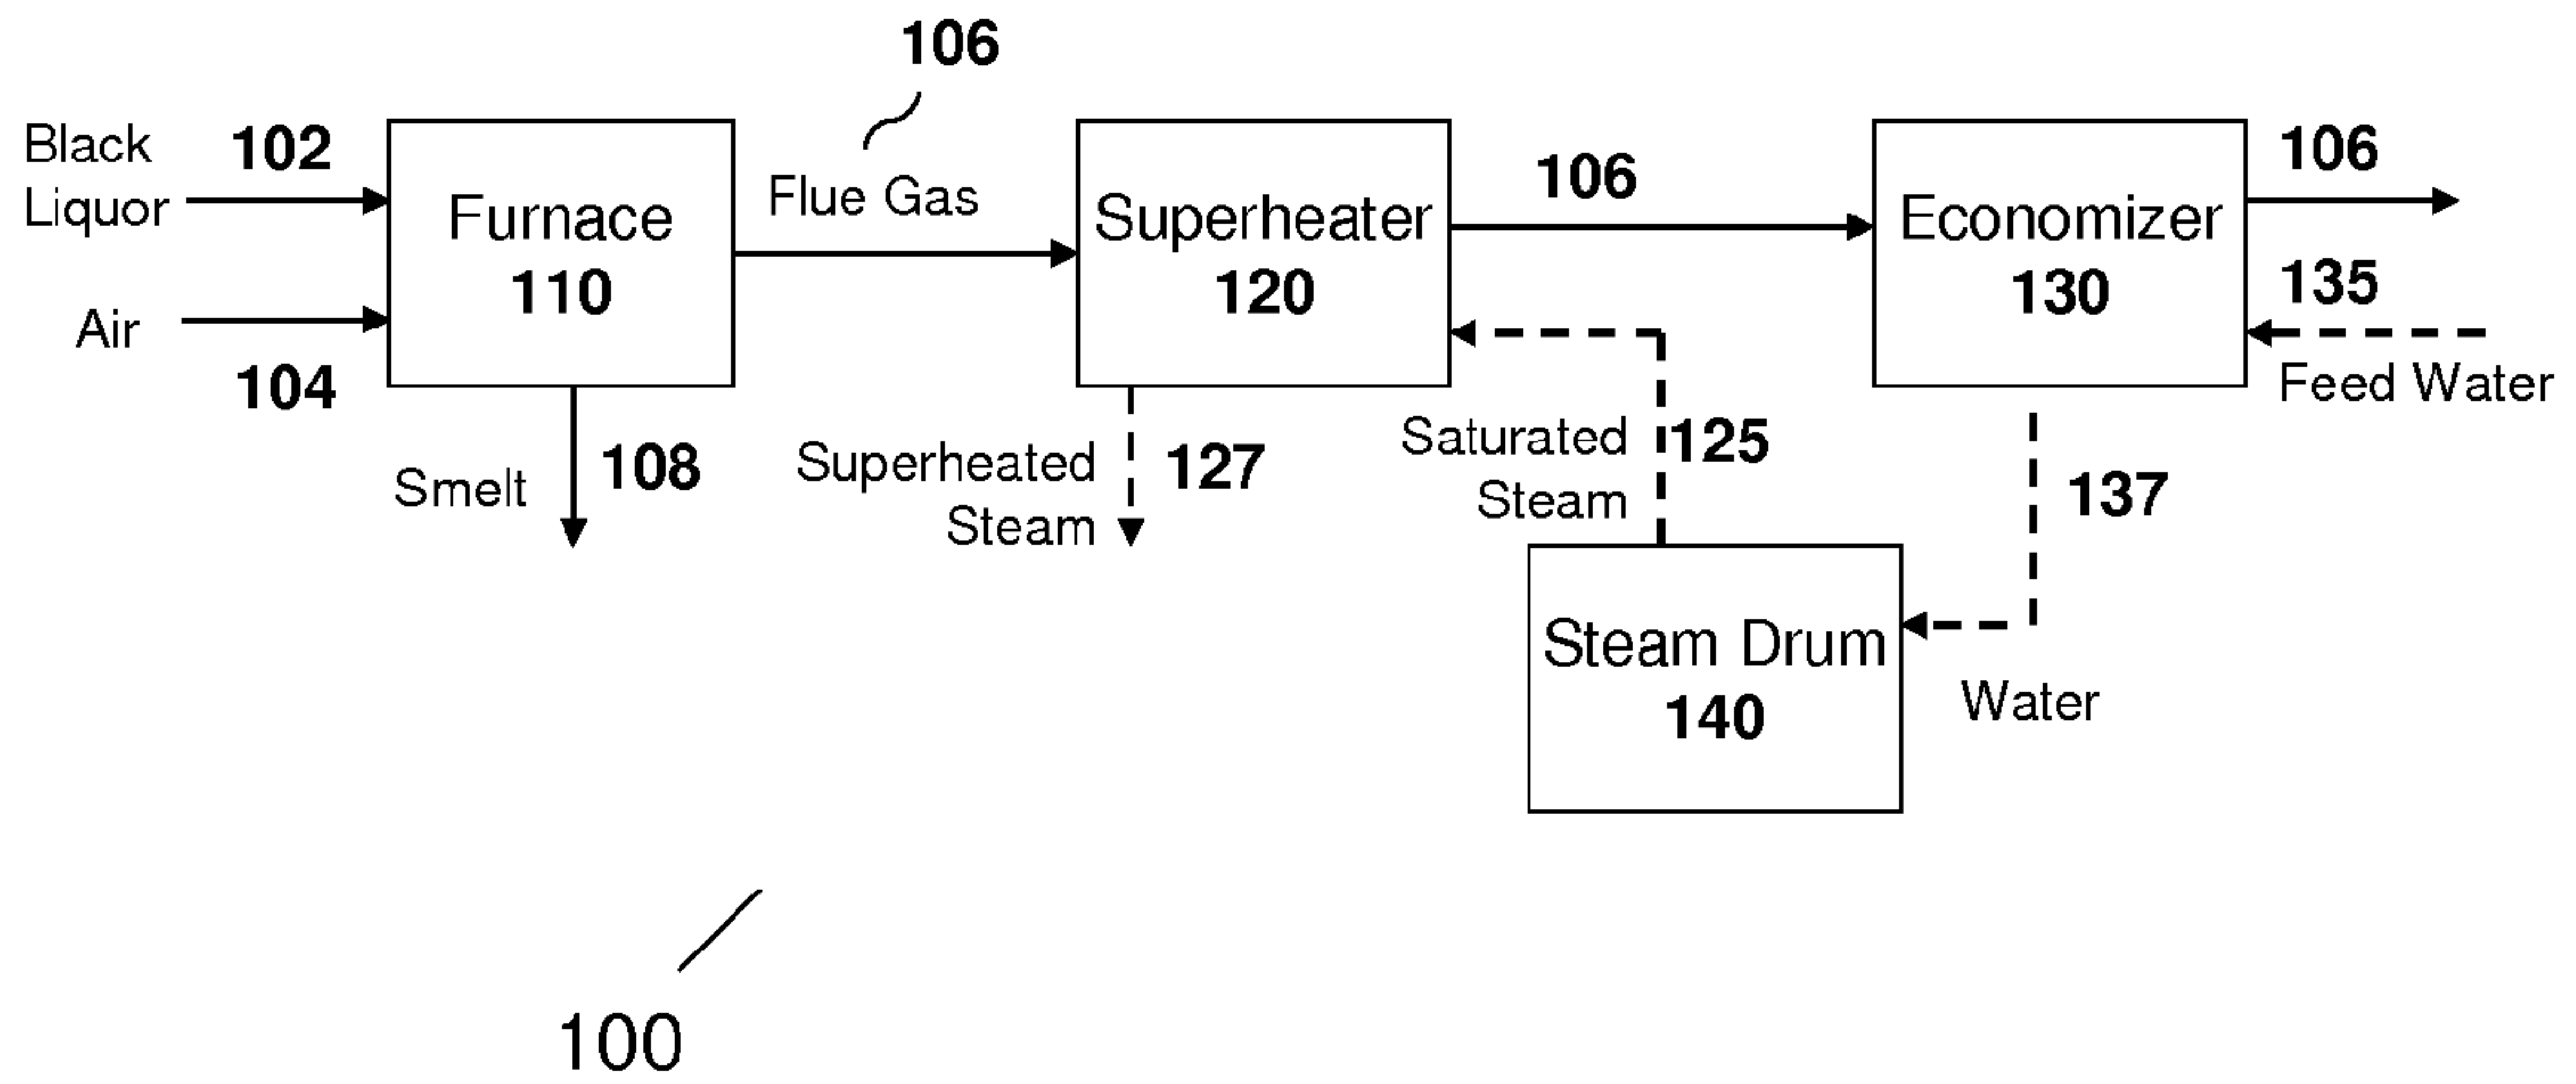 106
Black
Liquor
102
Air
104
Furnace
110
Flue Gas
Superheater
120
106
Economizer
130
106
135
Feed Water
Smelt
108
Superheated
Steam
127
Saturated
Steam
125
137
Steam Drum
140
Water
100